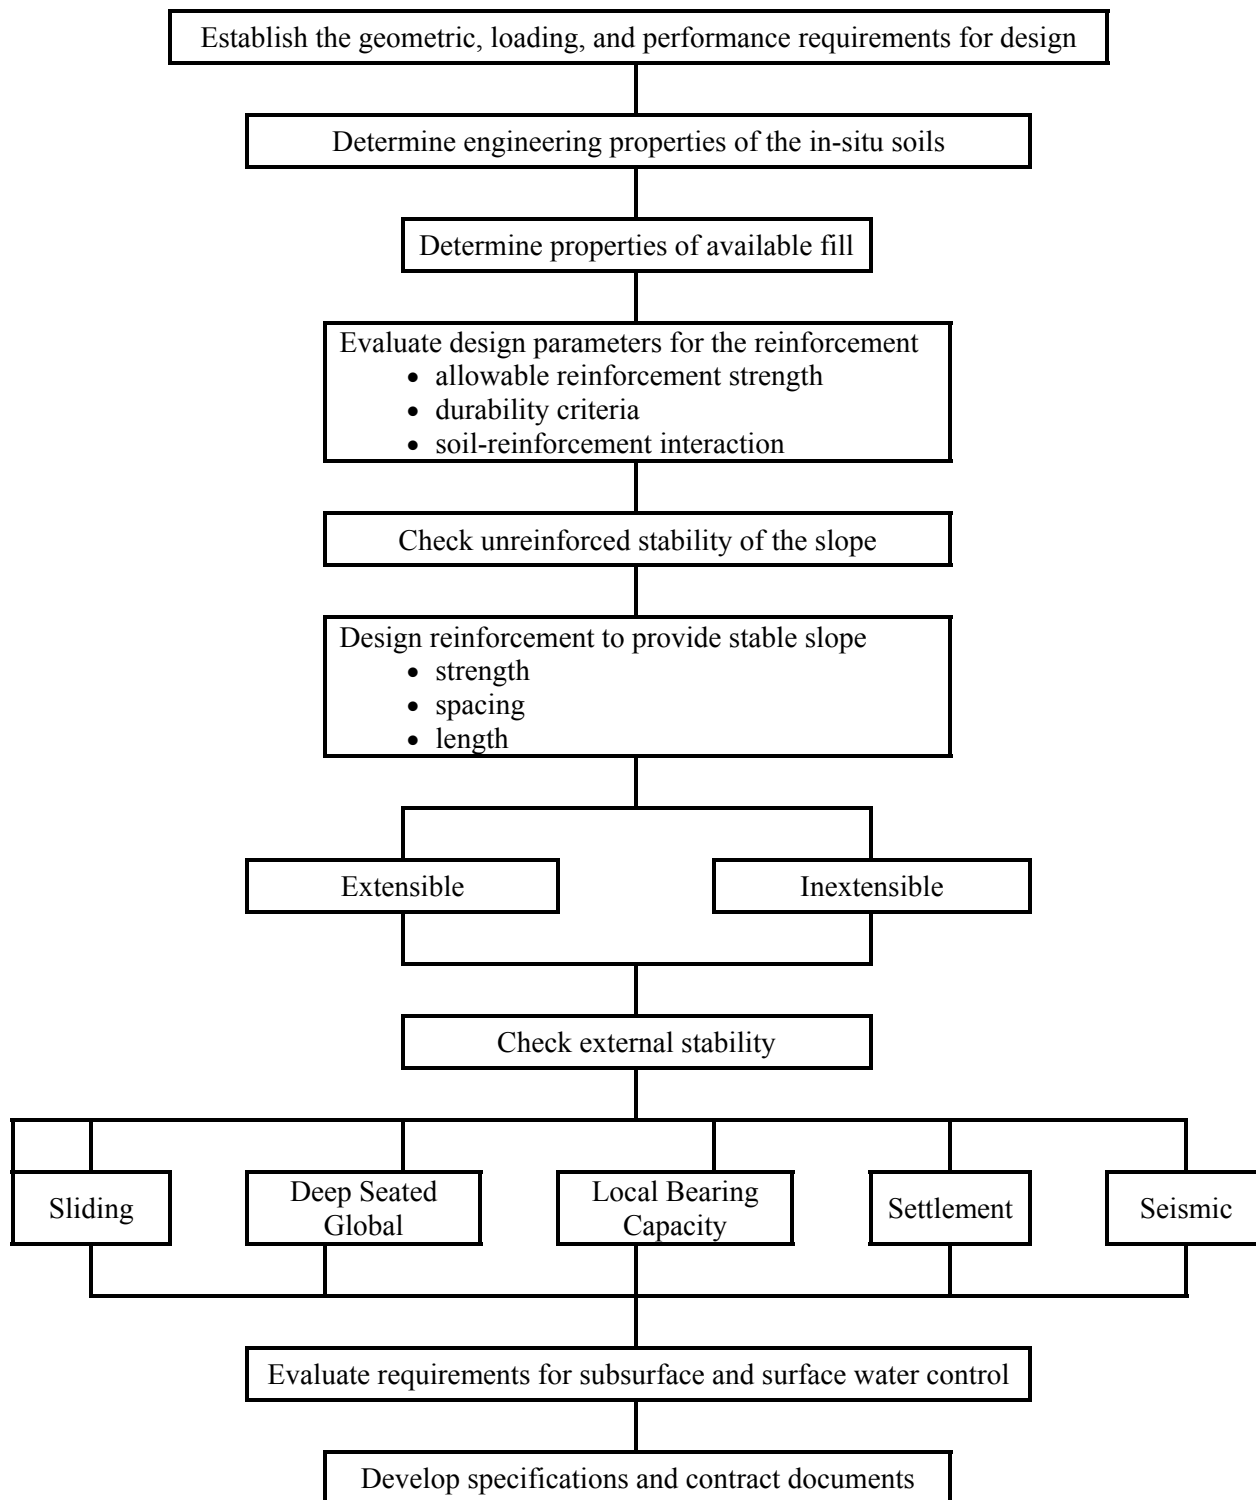 Establish the geometric, loading, and performance requirements for design
Determine engineering properties of the in-situ soils
Determine properties of available fill
Evaluate design parameters for the reinforcement
• allowable reinforcement strength
• durability criteria
• soil-reinforcement interaction
Check unreinforced stability of the slope
Design reinforcement to provide stable slope
• strength
• spacing
• length
Extensible
Inextensible
Check external stability
Sliding
Deep Seated
Global
Local Bearing
Capacity
Settlement
Seismic
Evaluate requirements for subsurface and surface water control
Develop specifications and contract documents